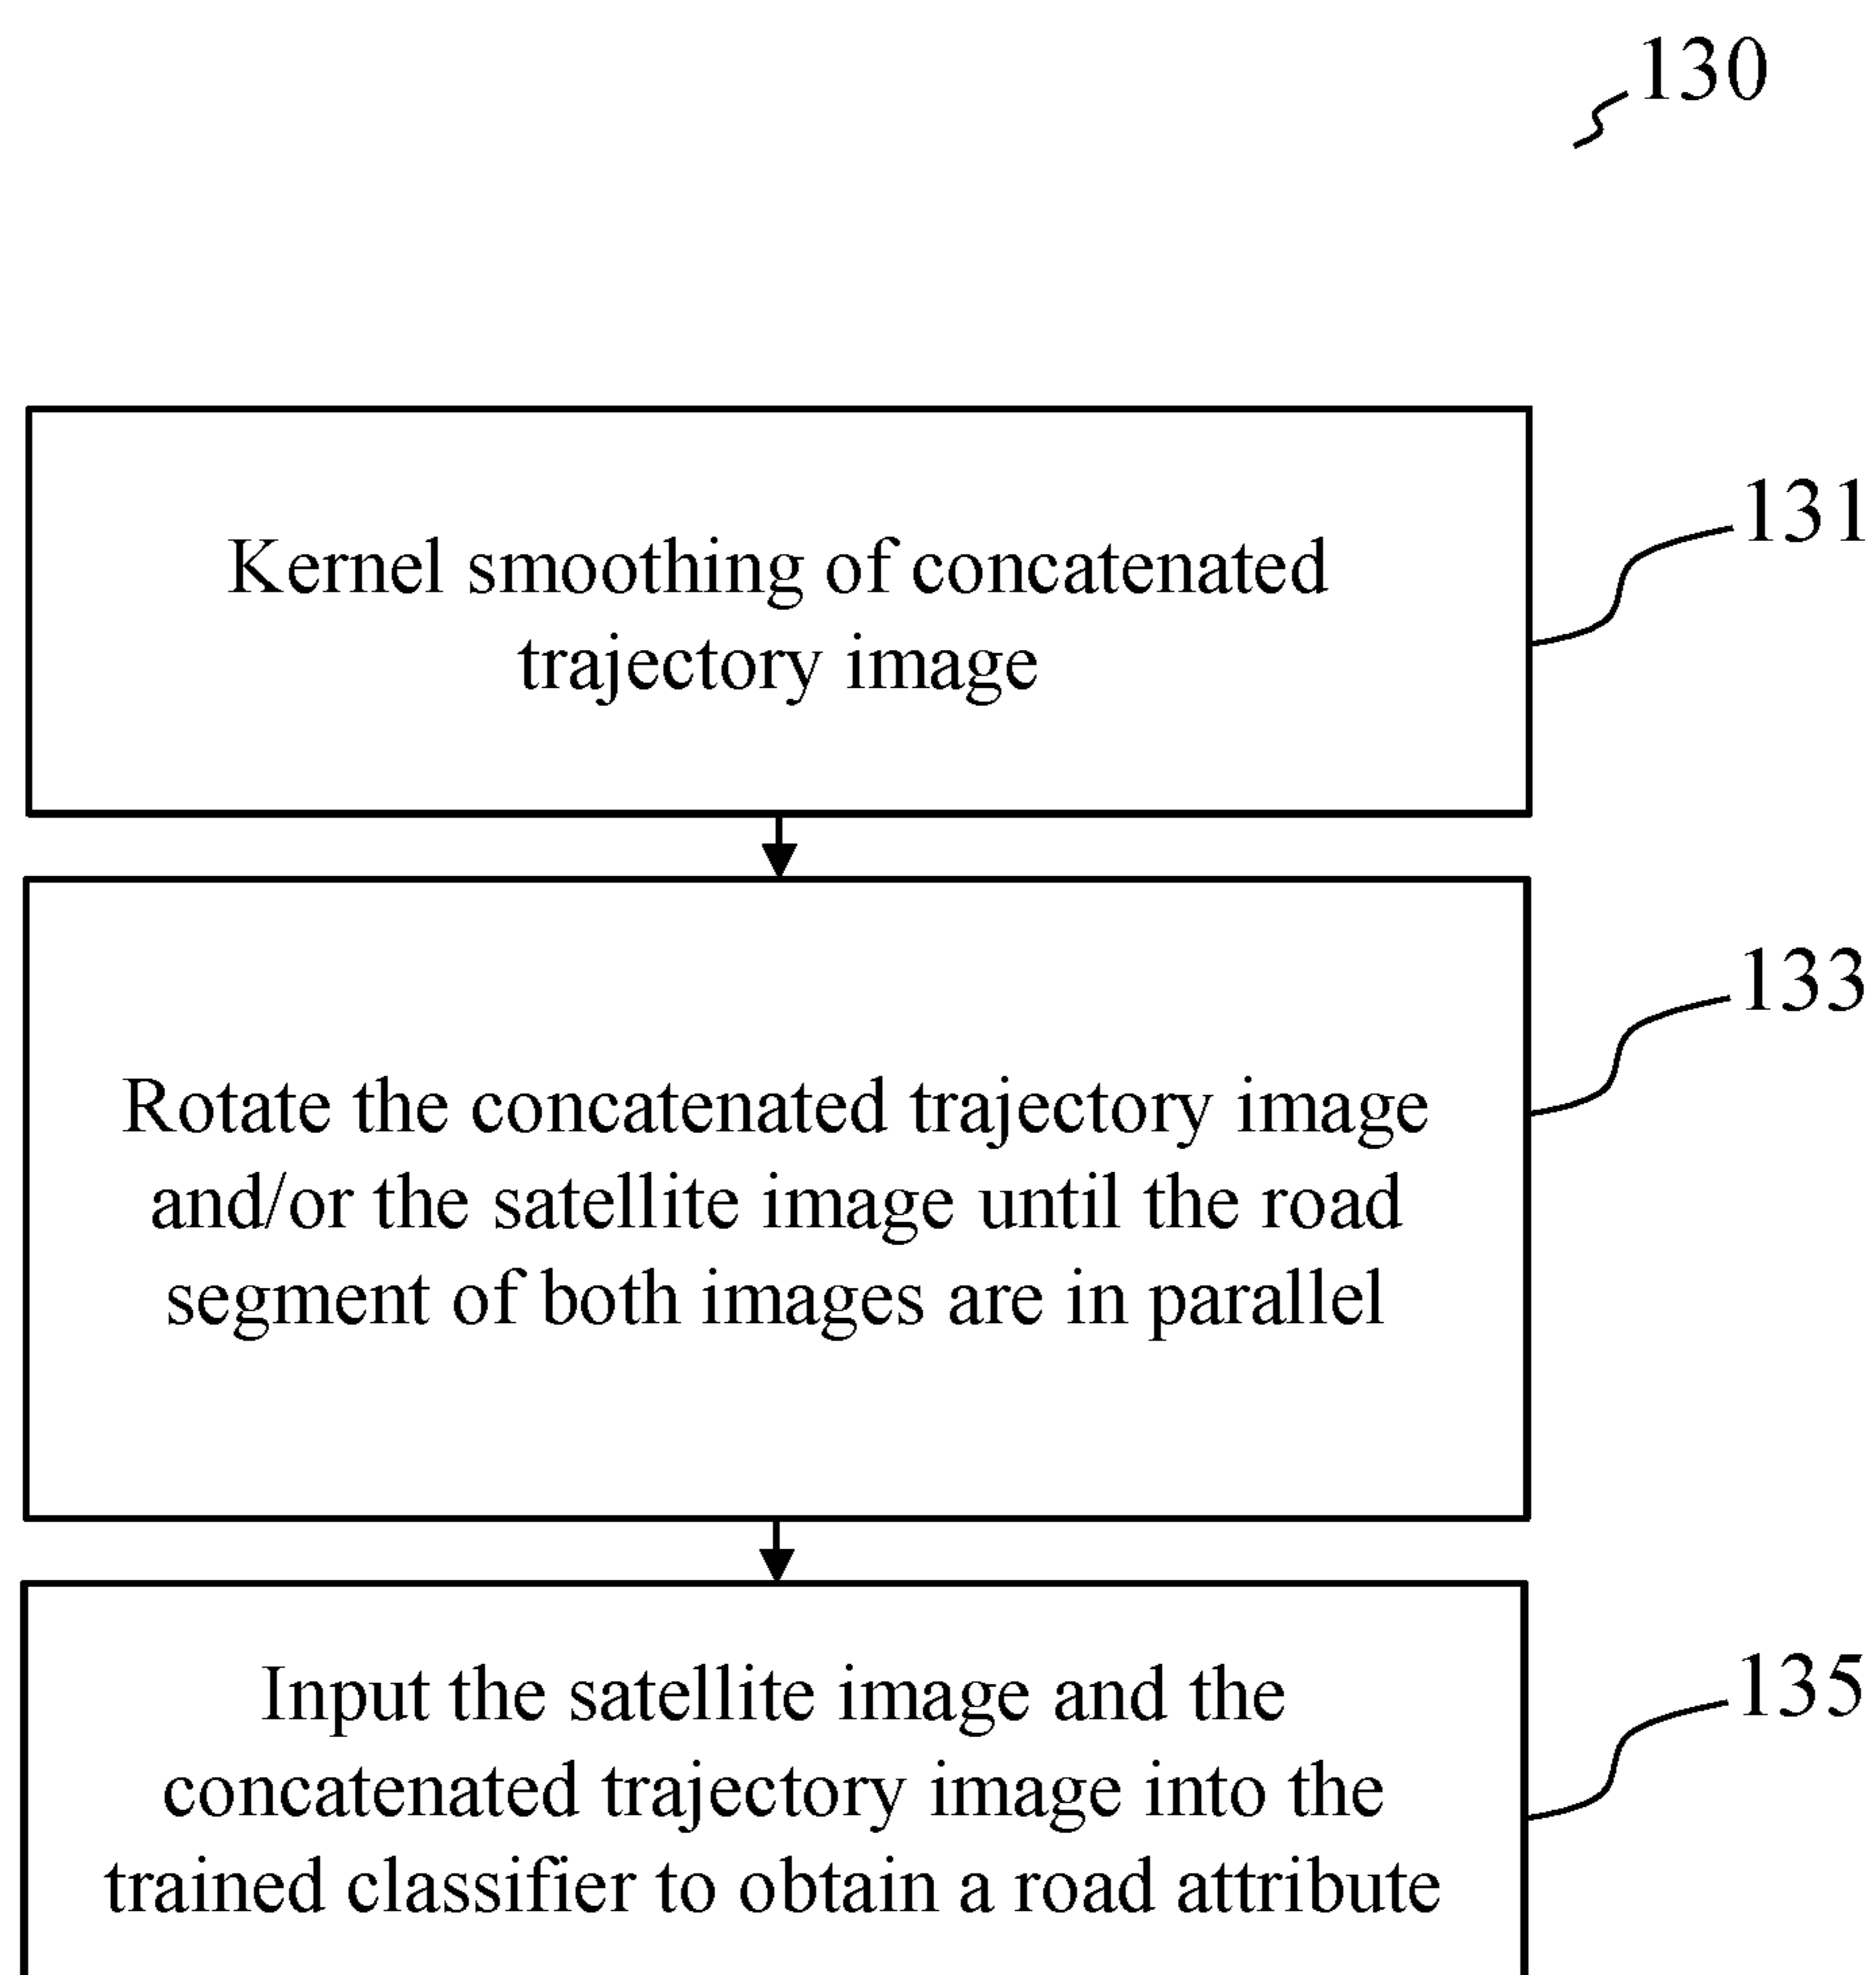 130
Kernel smoothing of concatenated
trajectory image
131
Rotate the concatenated trajectory image
and/or the satellite image until the road
segment of both images are in parallel
133
Input the satellite image and the
concatenated trajectory image into the
trained classifier to obtain a road attribute
135